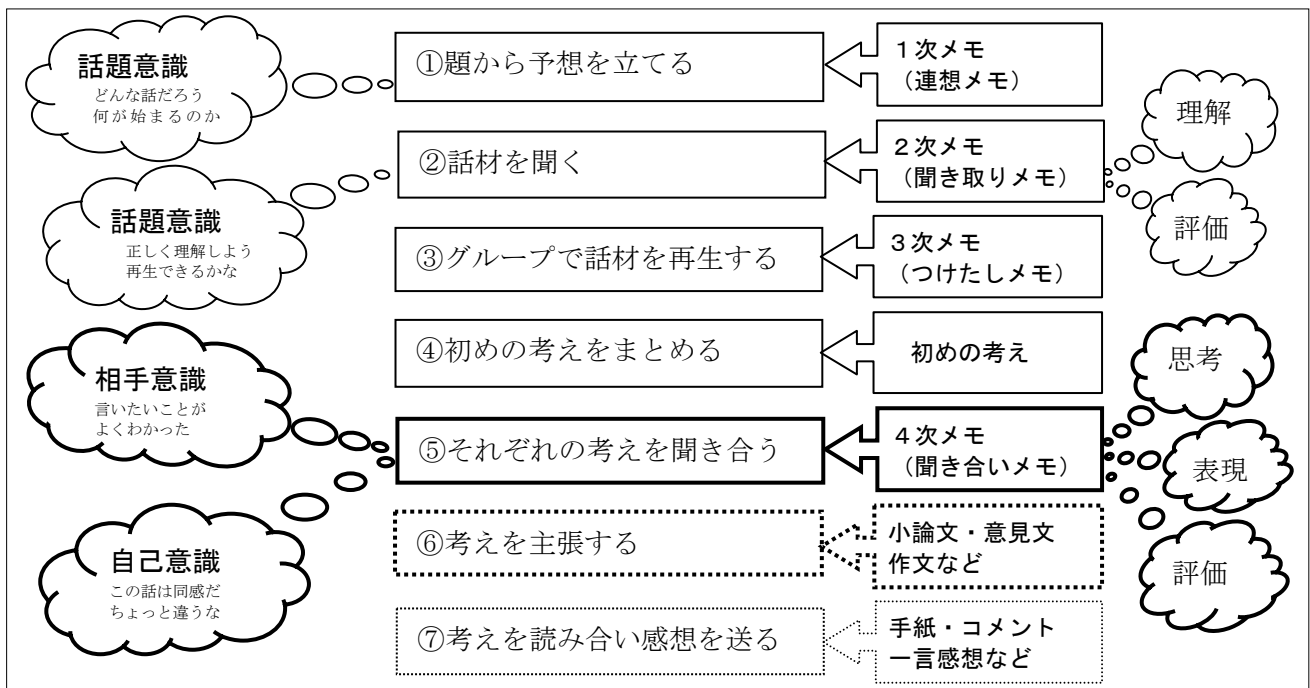 話題意識
どんな話だろう
何が始まるのか
①題から予想を立てる
1次メモ
(連想メモ)
理解
②話材を聞く
2次メモ
(聞き取りメモ)
話題意識
正しく理解しよう
再生できるかな
評価
③グループで話材を再生する
3次メモ
(つけたしメモ)
④初めの考えをまとめる
初めの考え
思考
相手意識
言いたいことが
よくわかった
⑤それぞれの考えを聞き合う
4次メモ
(聞き合いメモ)
表現
⑥考えを主張する
小論文・意見文
作文など
自己意識
この話は同感だ
ちょっと違うな
評価
⑦考えを読み合い感想を送る
手紙・コメント
一言感想など